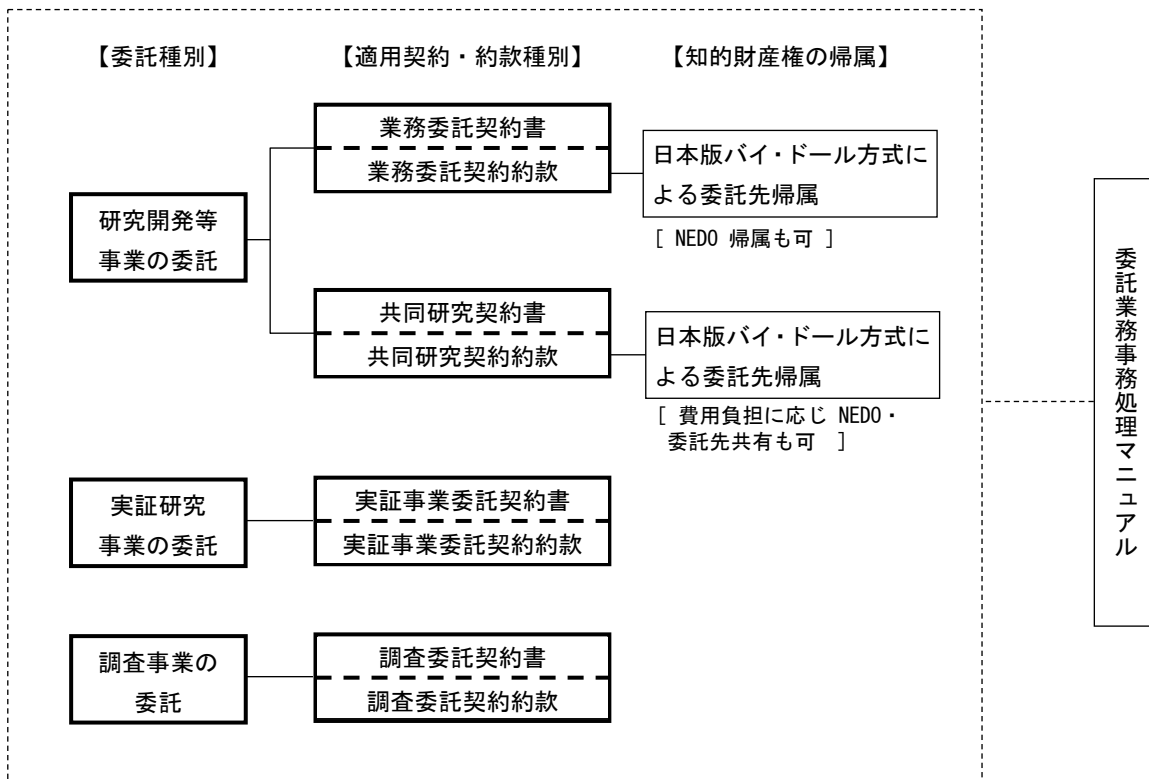 【委託種別】
【適用契約・約款種別】
【知的財産権の帰属】
研究開発等
事業の委託
業務委託契約書
業務委託契約約款
日本版バイ・ドール方式に
よる委託先帰属
[ NEDO 帰属も可 ]
共同研究契約書
共同研究契約約款
日本版バイ・ドール方式に
よる委託先帰属
[ 費用負担に応じ NEDO・
委託先共有も可 ]
実証研究
事業の委託
実証事業委託契約書
実証事業委託契約約款
調査事業の
委託
調査委託契約書
調査委託契約約款
委託業務事務処理マニュアル